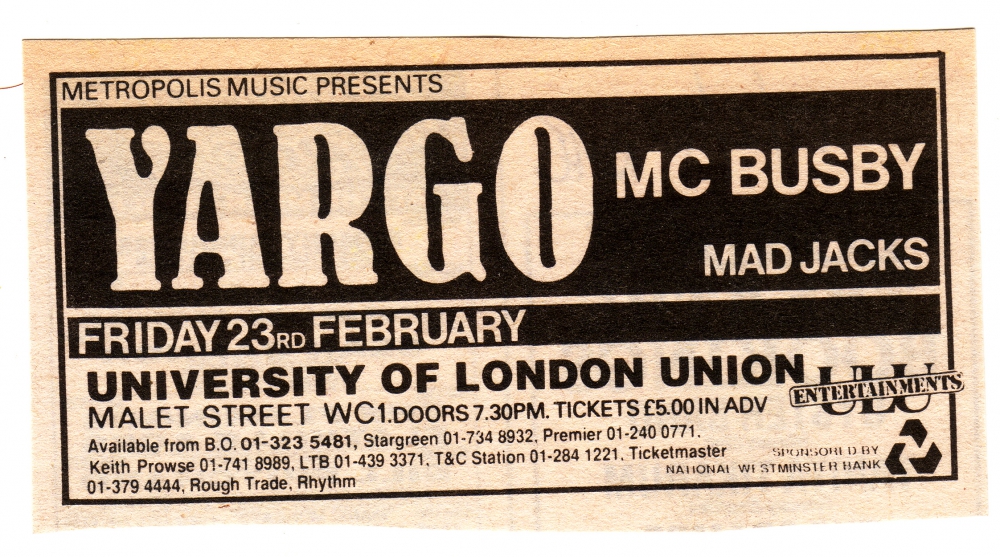 METROPOLIS MUSIC PRESENTS
YARGO
MC BUSBY
MAD JACKS
FRIDAY 23RD FEBRUARY
UNIVERSITY OF LONDON UNION
MALET STREET WC1. DOORS 7.30PM. TICKETS £5.00 IN ADV
ULU
ENTERTAINMENTS
Available from B.O. 01-323 5481, Stargreen 01-734 8932, Premier 01-240 0771.
Keith Prowse 01-741 8989, LTB 01-439 3371, T&C Station 01-284 1221, Ticketmaster
01-379 4444, Rough Trade, Rhythm
SPONSORED BY
NATIONAL WESTMINSTER BANK